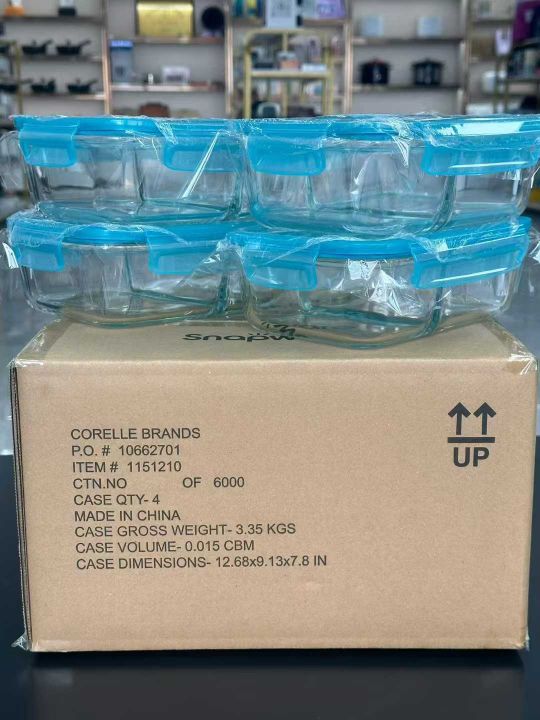 CORELLE BRANDS
P.O. # 10662701
ITEM # 1151210
CTN.NO OF 6000
CASE QTY- 4
MADE IN CHINA
CASE GROSS WEIGHT- 3.35 KGS
CASE VOLUME- 0.015 CBM
CASE DIMENSIONS- 12.68x9.13x7.8 IN
UP